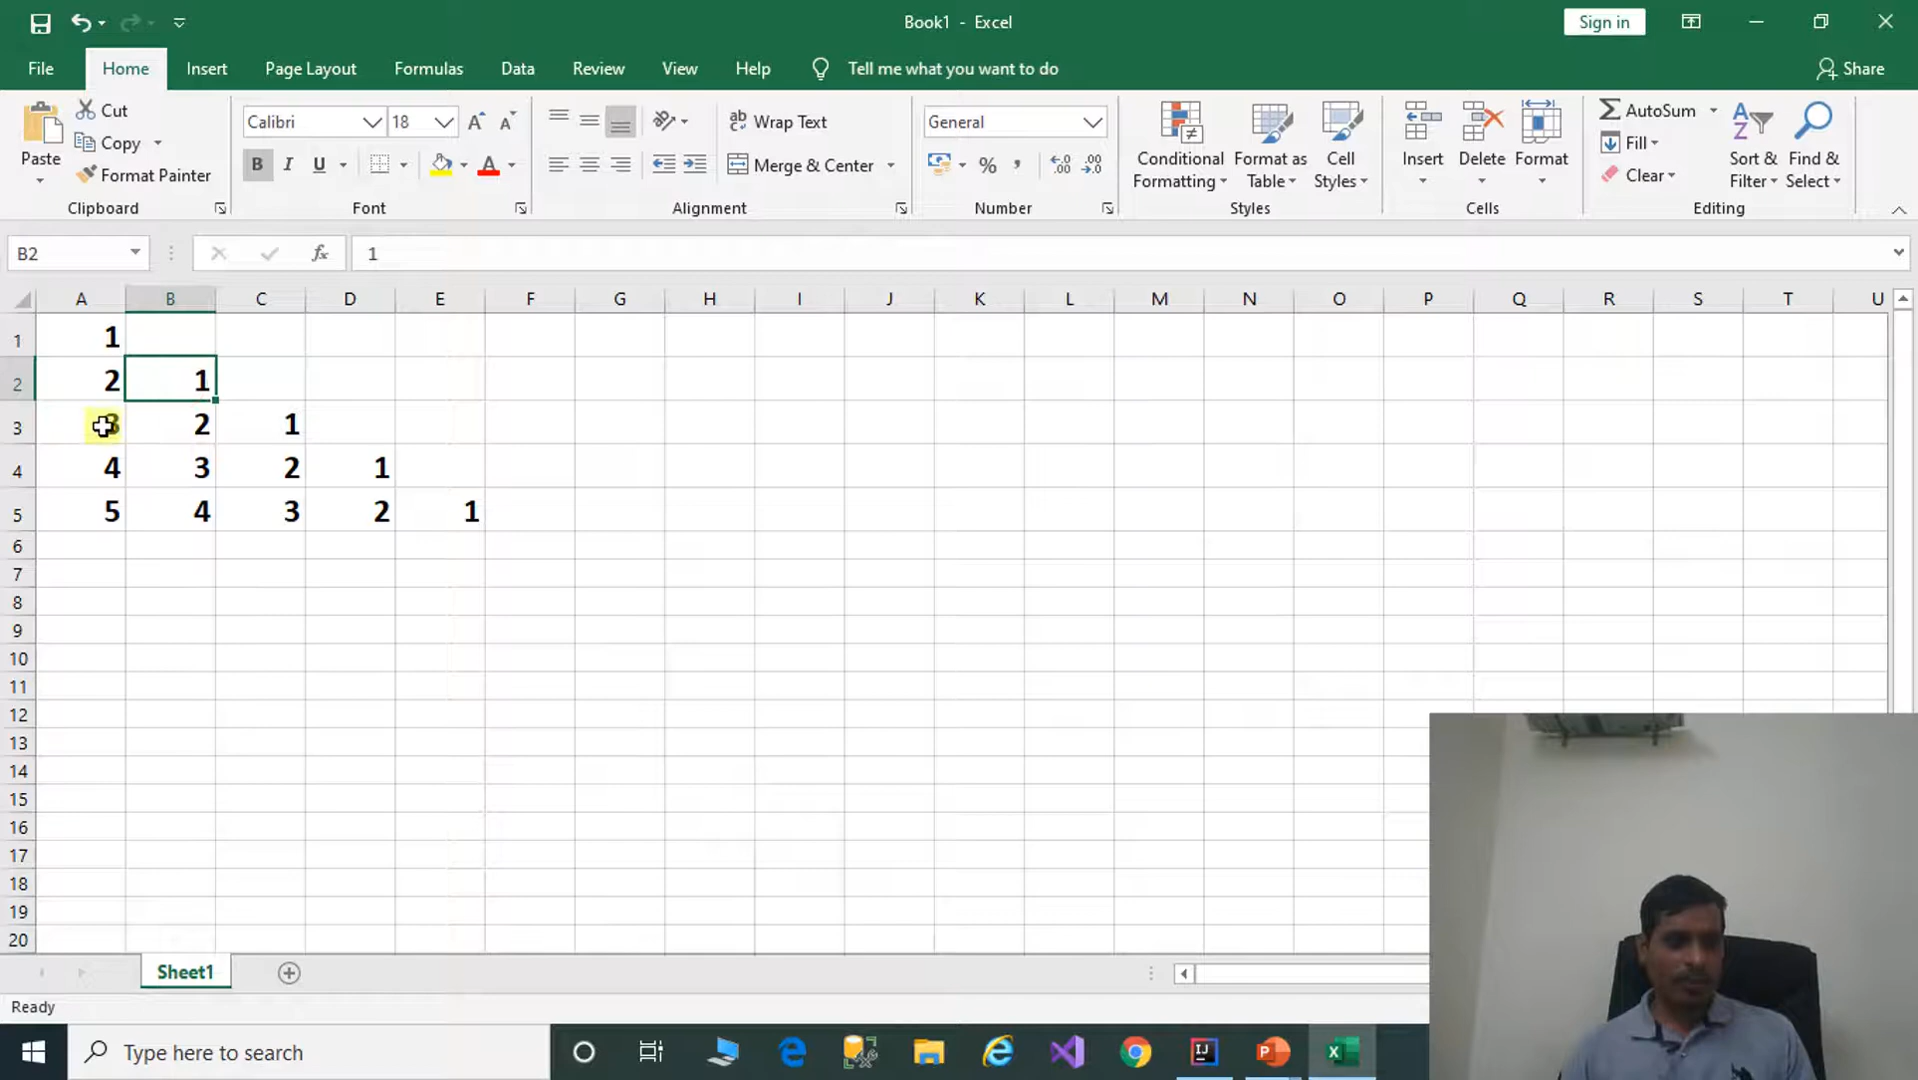 Book1 - Excel
Sign in
File Home Insert Page Layout Formulas Data Review View Help Tell me what you want to do Share
Paste Cut Copy Format Painter Clipboard
Calibri 18 A A B I U A Font
Wrap Text Merge & Center Alignment
General % , Number
Conditional Formatting Format as Table Cell Styles Styles
Insert Delete Format Cells
AutoSum Fill Clear Sort & Filter Find & Select Editing
B2 fx 1
A B C D E F G H I J K L M N O P Q R S T U
1 1
2 2 1
3 3 2 1
4 4 3 2 1
5 5 4 3 2 1
6
7
8
9
10
11
12
13
14
15
16
17
18
19
20
Sheet1
Ready
Type here to search